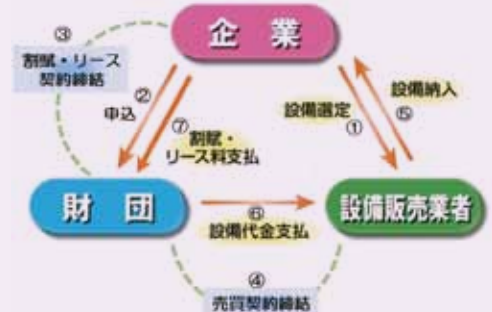 企 業
③
割賦・リース
契約締結
②
申込
⑦
割賦・
リース料支払
設備選定
①
設備納入
⑤
財 団
⑥
設備代金支払
設備販売業者
④
売買契約締結